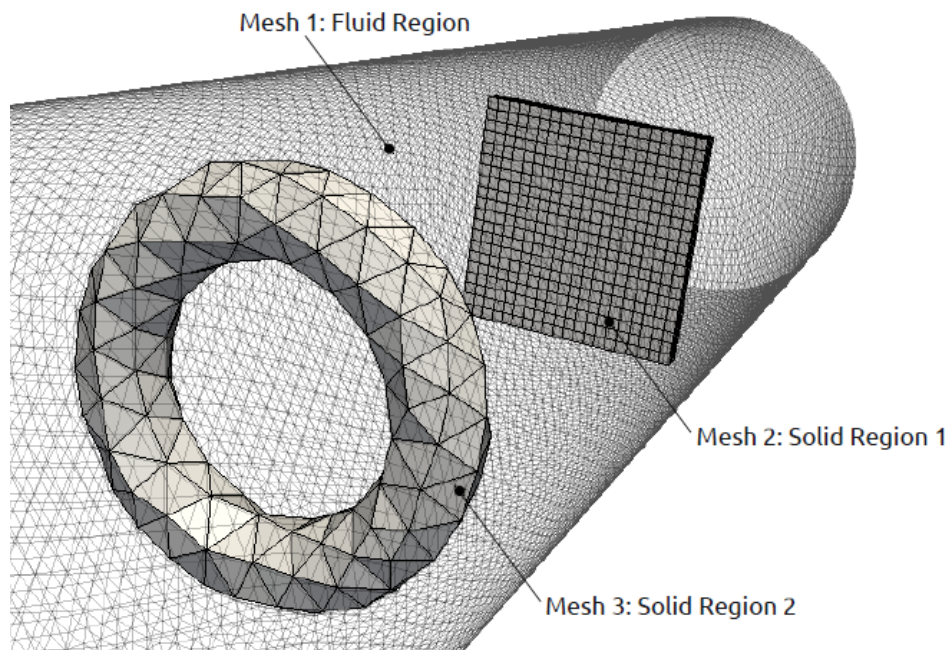 Mesh 1: Fluid Region
Mesh 2: Solid Region 1
Mesh 3: Solid Region 2